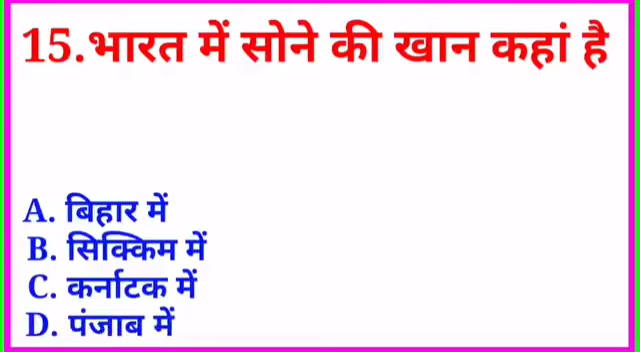 15.भारत में सोने की खान कहां है
A. बिहार में
B. सिक्किम में
C. कर्नाटक में
D. पंजाब में